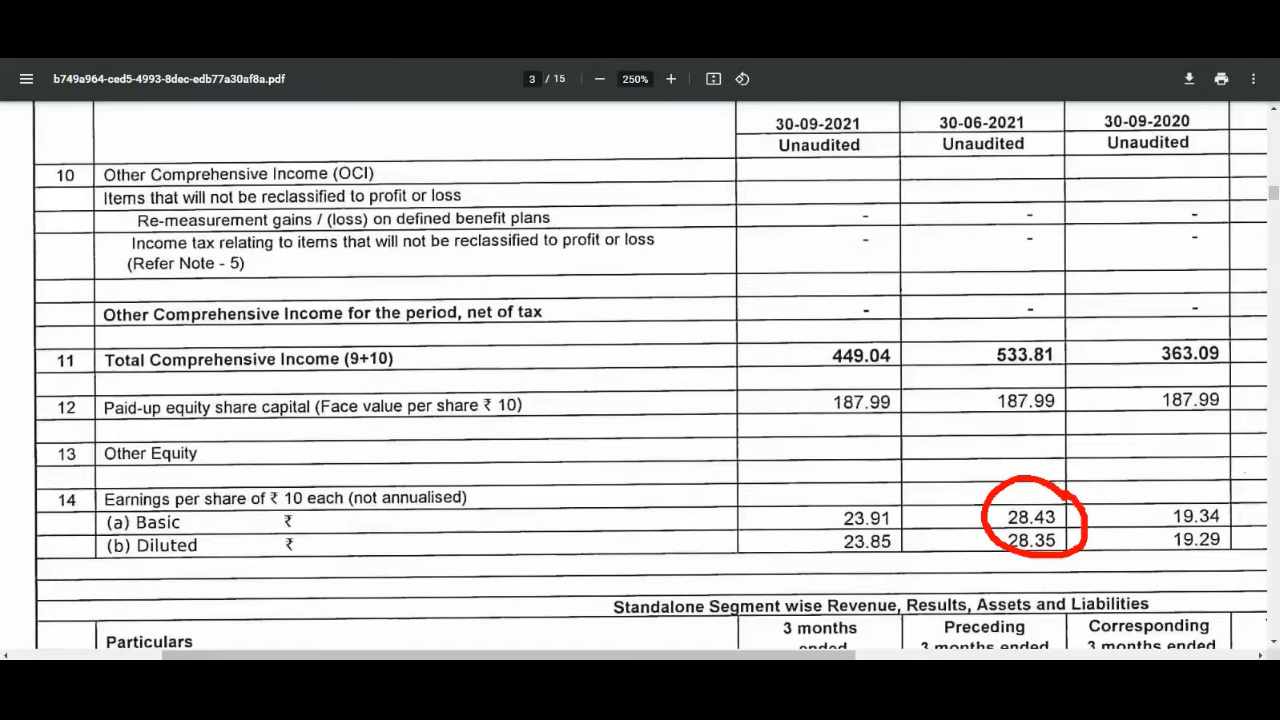 b749a964-ced5-4993-8dec-edb77a30af8a.pdf 3 / 15 250%
30-09-2021 30-06-2021 30-09-2020
Unaudited Unaudited Unaudited
10 Other Comprehensive Income (OCI)
Items that will not be reclassified to profit or loss
Re-measurement gains / (loss) on defined benefit plans - - -
Income tax relating to items that will not be reclassified to profit or loss - - -
(Refer Note - 5)
Other Comprehensive Income for the period, net of tax - - -
11 Total Comprehensive Income (9+10) 449.04 533.81 363.09
12 Paid-up equity share capital (Face value per share ₹ 10) 187.99 187.99 187.99
13 Other Equity
14 Earnings per share of ₹ 10 each (not annualised)
(a) Basic ₹ 23.91 28.43 19.34
(b) Diluted ₹ 23.85 28.35 19.29
Standalone Segment wise Revenue, Results, Assets and Liabilities
Particulars 3 months Preceding Corresponding
ended 3 months ended 3 months ended